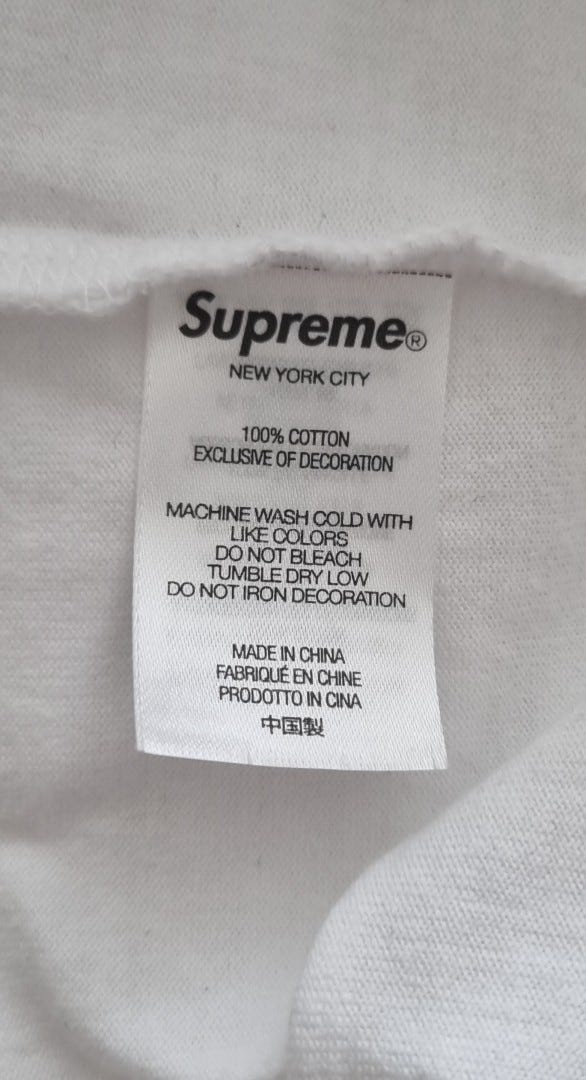 Supreme®
NEW YORK CITY
100% COTTON
EXCLUSIVE OF DECORATION
MACHINE WASH COLD WITH
LIKE COLORS
DO NOT BLEACH
TUMBLE DRY LOW
DO NOT IRON DECORATION
MADE IN CHINA
FABRIQUÉ EN CHINE
PRODOTTO IN CINA
中国製